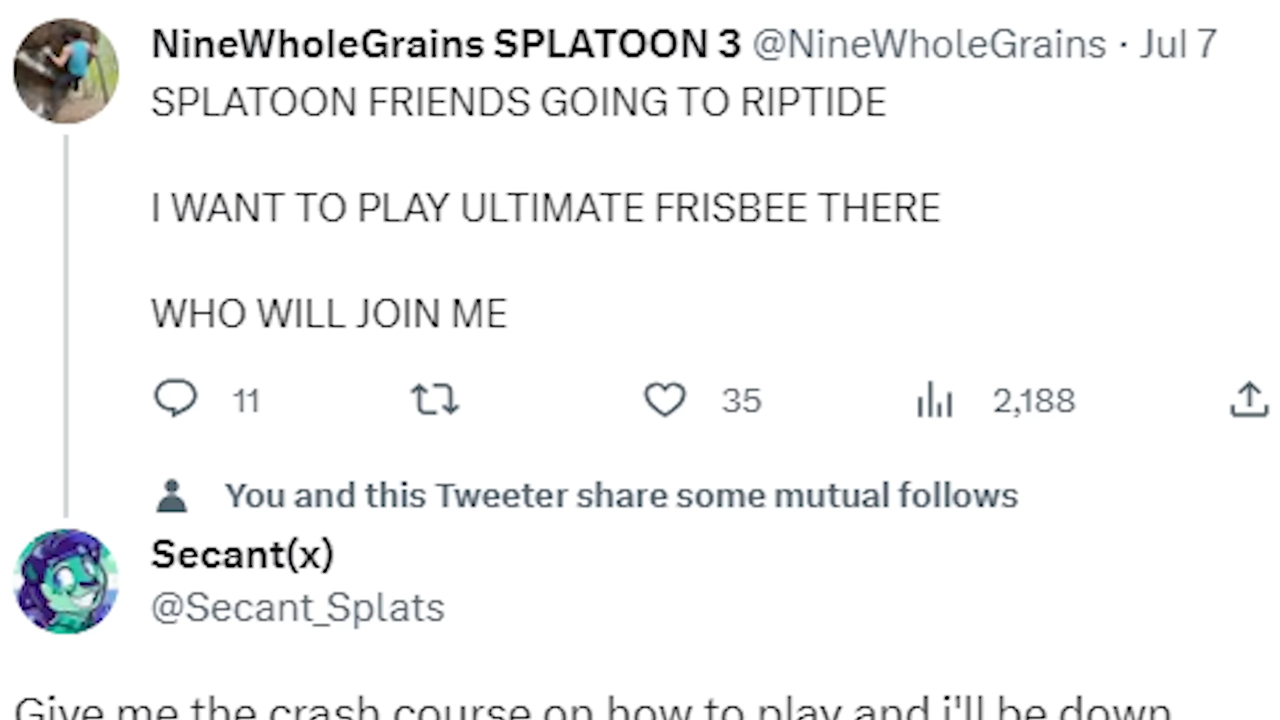 NineWholeGrains SPLATOON 3 @NineWholeGrains · Jul 7
SPLATOON FRIENDS GOING TO RIPTIDE
I WANT TO PLAY ULTIMATE FRISBEE THERE
WHO WILL JOIN ME
11 35 2,188
You and this Tweeter share some mutual follows
Secant(x)
@Secant_Splats
Give me the crash course on how to play and i'll be down